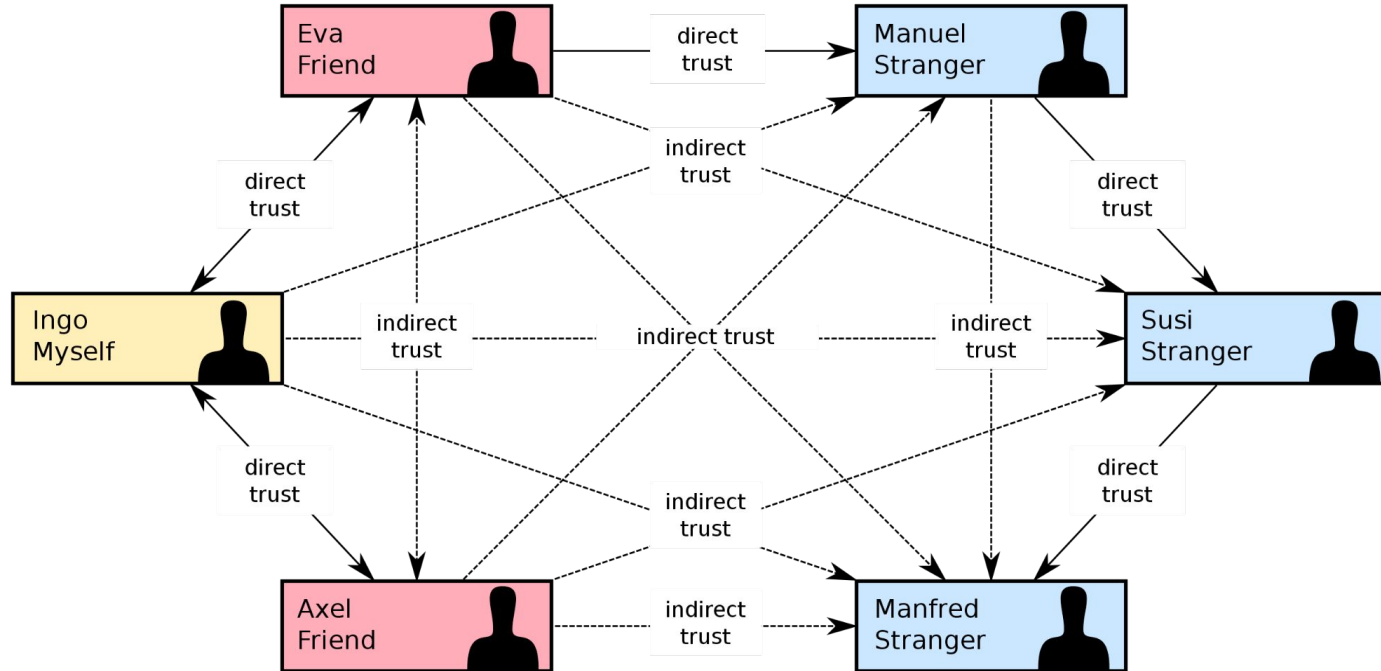 Eva
Friend
direct
trust
Manuel
Stranger
indirect
trust
direct
trust
direct
trust
Ingo
Myself
indirect
trust
indirect trust
indirect
trust
Susi
Stranger
direct
trust
indirect
trust
direct
trust
Axel
Friend
indirect
trust
Manfred
Stranger